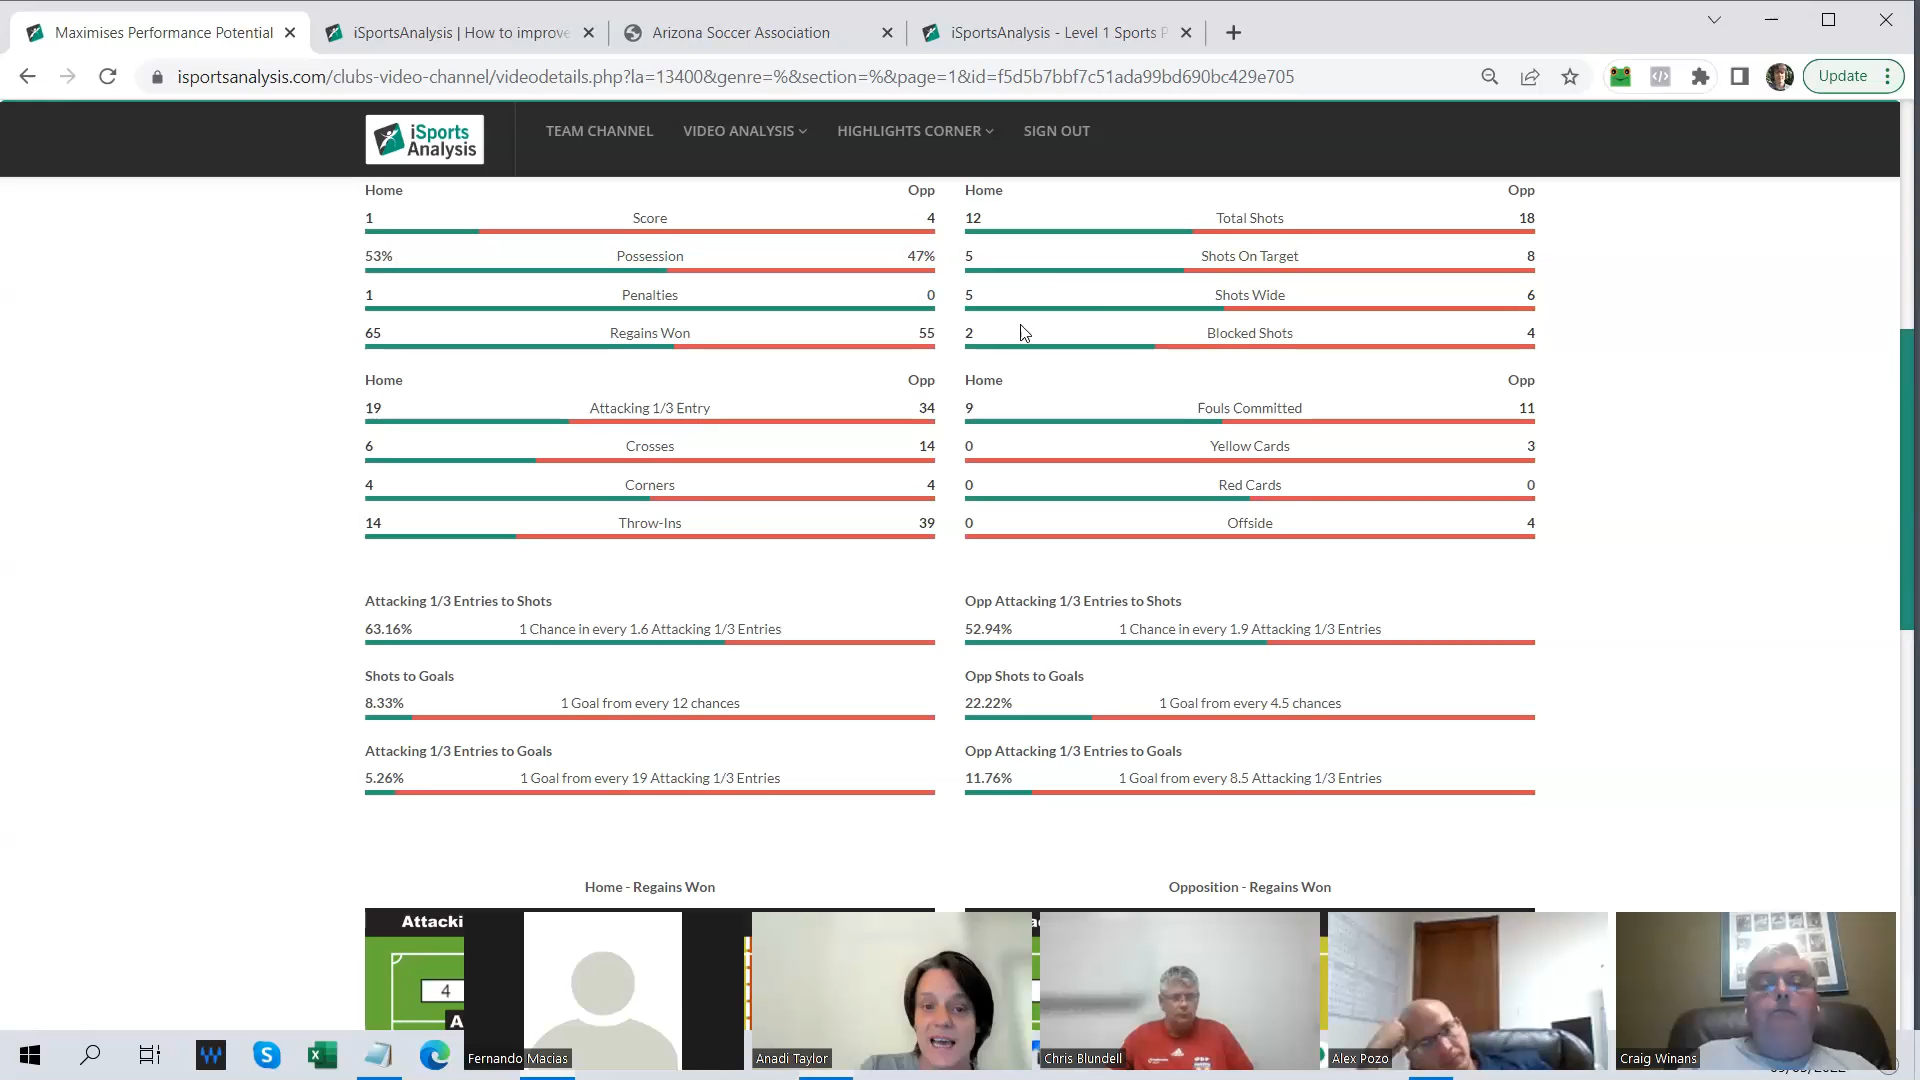 Maximises Performance Potential
iSportsAnalysis | How to improve
Arizona Soccer Association
iSportsAnalysis - Level 1 Sports P
isportsanalysis.com/clubs-video-channel/videodetails.php?la=13400&genre=%&section=%&page=1&id=f5d5b7bbf7c51ada99bd690bc429e705
Update
iSports
Analysis
TEAM CHANNEL
VIDEO ANALYSIS
HIGHLIGHTS CORNER
SIGN OUT
Home Opp
1 Score 4
53% Possession 47%
1 Penalties 0
65 Regains Won 55
Home Opp
12 Total Shots 18
5 Shots On Target 8
5 Shots Wide 6
2 Blocked Shots 4
Home Opp
19 Attacking 1/3 Entry 34
6 Crosses 14
4 Corners 4
14 Throw-Ins 39
Home Opp
9 Fouls Committed 11
0 Yellow Cards 3
0 Red Cards 0
0 Offside 4
Attacking 1/3 Entries to Shots
63.16% 1 Chance in every 1.6 Attacking 1/3 Entries
Shots to Goals
8.33% 1 Goal from every 12 chances
Attacking 1/3 Entries to Goals
5.26% 1 Goal from every 19 Attacking 1/3 Entries
Opp Attacking 1/3 Entries to Shots
52.94% 1 Chance in every 1.9 Attacking 1/3 Entries
Opp Shots to Goals
22.22% 1 Goal from every 4.5 chances
Opp Attacking 1/3 Entries to Goals
11.76% 1 Goal from every 8.5 Attacking 1/3 Entries
Home - Regains Won
Opposition - Regains Won
Attacki
4
A
Fernando Macias
Anadi Taylor
Chris Blundell
Alex Pozo
Craig Winans